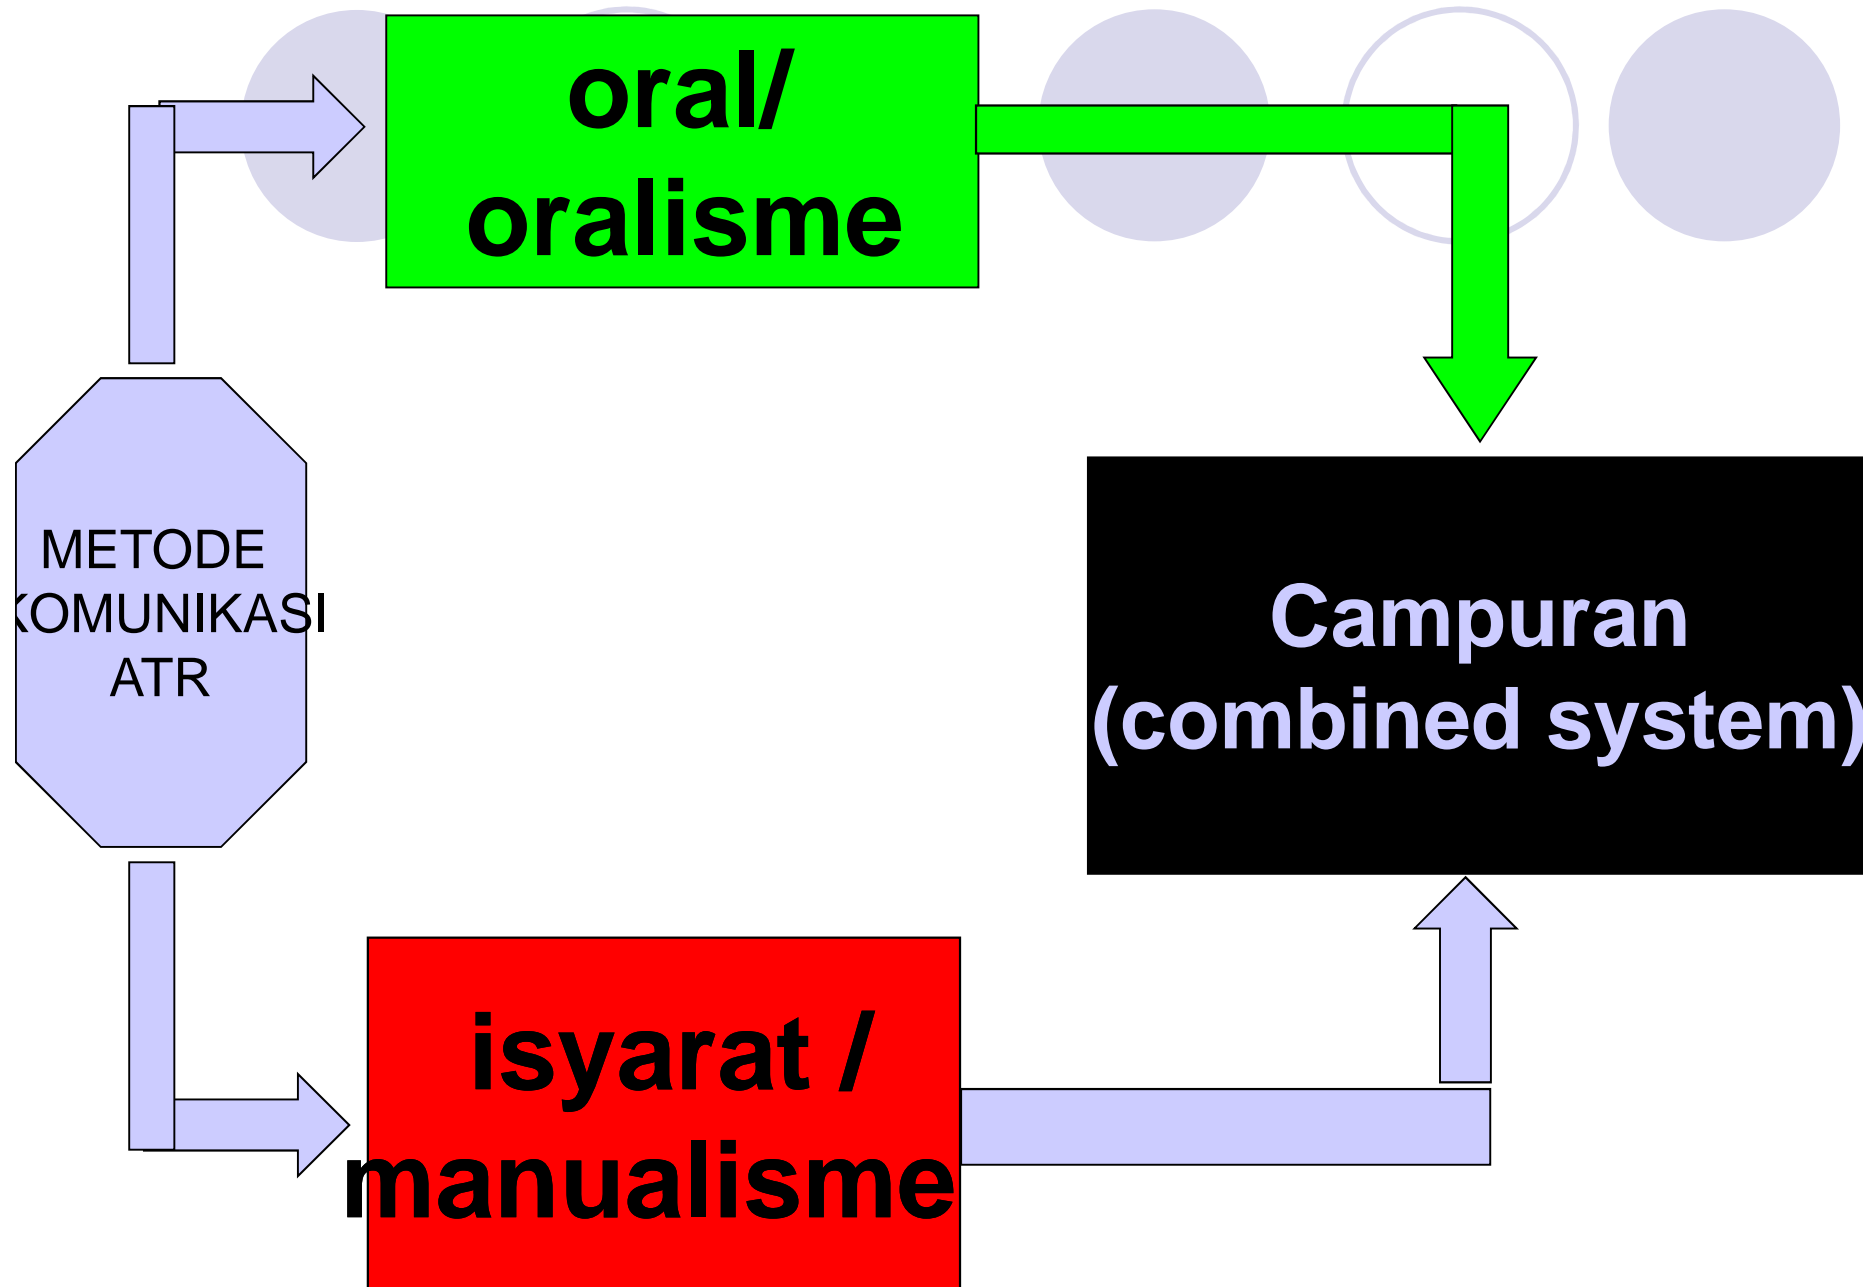 oral/
oralisme
METODE
KOMUNIKASI
ATR
Campuran
(combined system)
isyarat /
manualisme